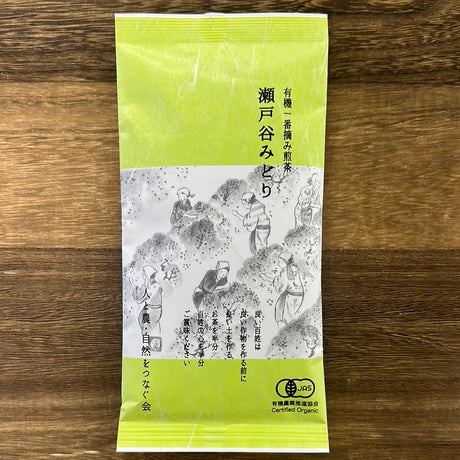 有機一番摘み煎茶
瀬戸谷みどり
良い百姓は
良い作物を作る前に
良い土を作る
お茶を半分
百姓の心を半分
ご賞味ください
人と農・自然をつなぐ会
JAS
有機農業推進協会
Certified Organic